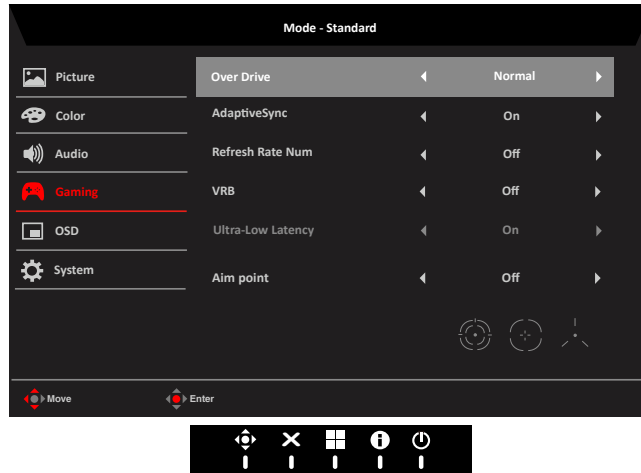 Mode - Standard
Picture
Over Drive Normal
Color
AdaptiveSync On
Audio
Refresh Rate Num Off
Gaming
VRB Off
OSD
Ultra-Low Latency On
System
Aim point Off
Move Enter